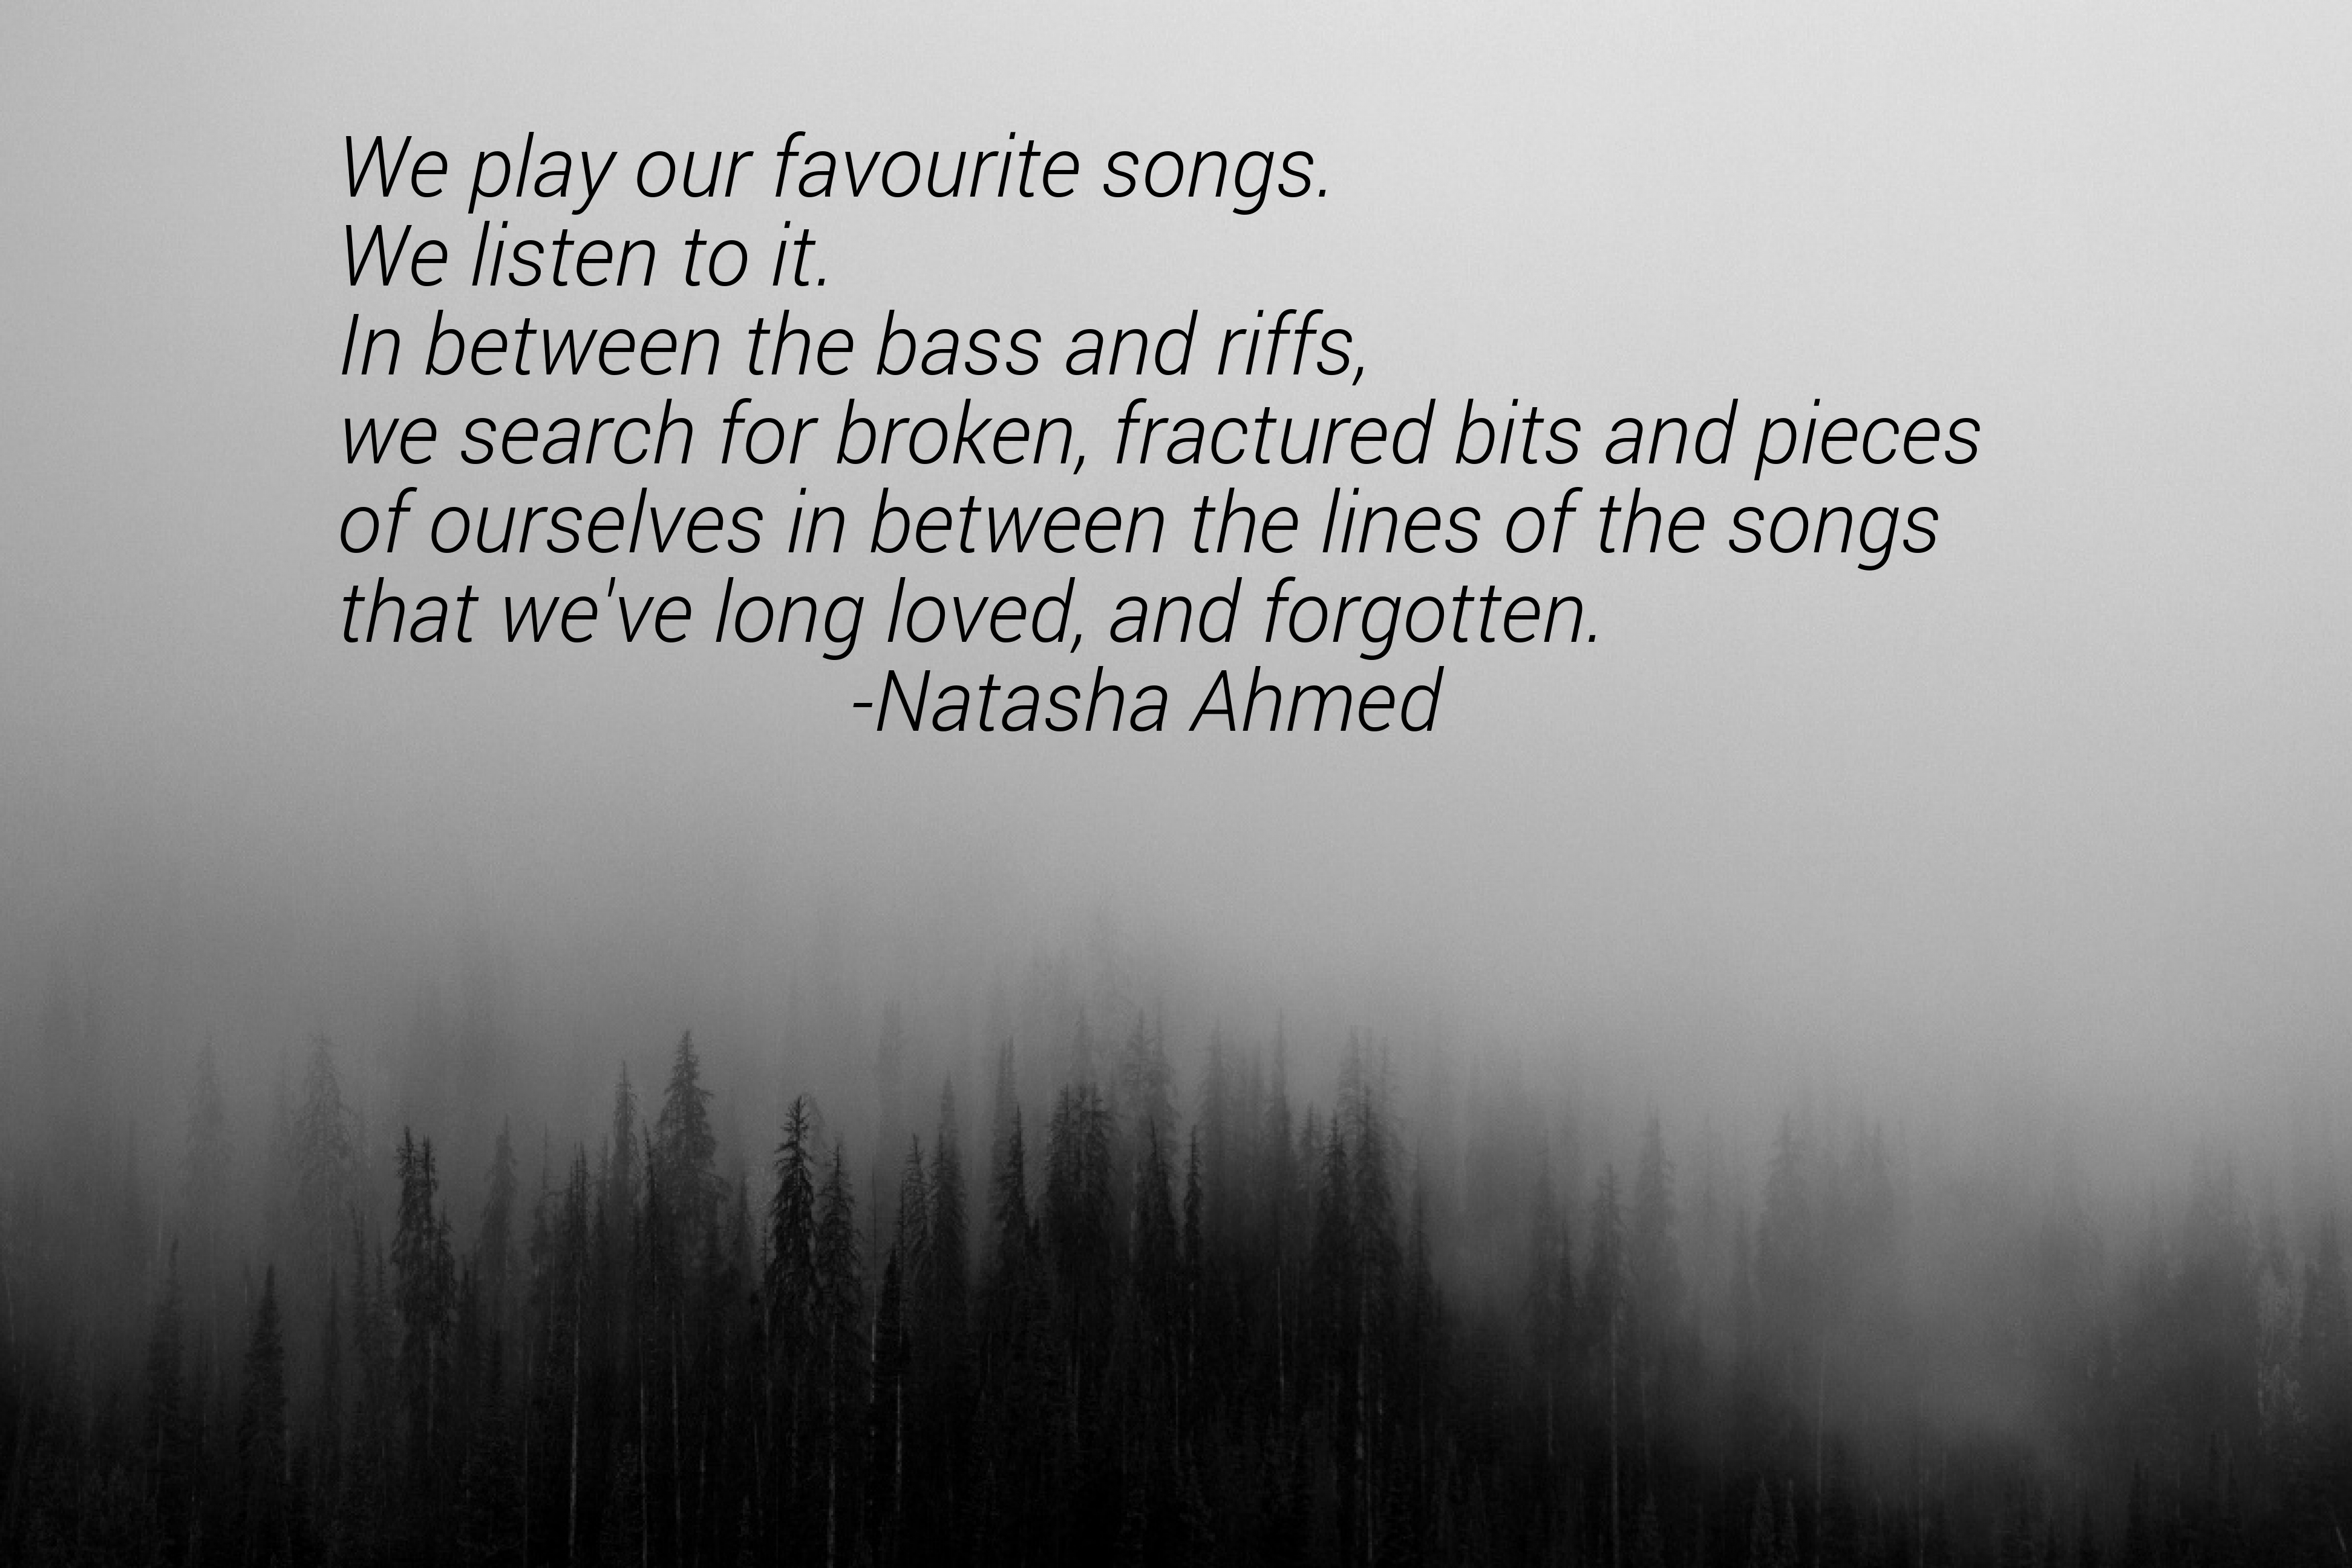 We play our favourite songs.
We listen to it.
In between the bass and riffs,
we search for broken, fractured bits and pieces
of ourselves in between the lines of the songs
that we've long loved, and forgotten.
-Natasha Ahmed